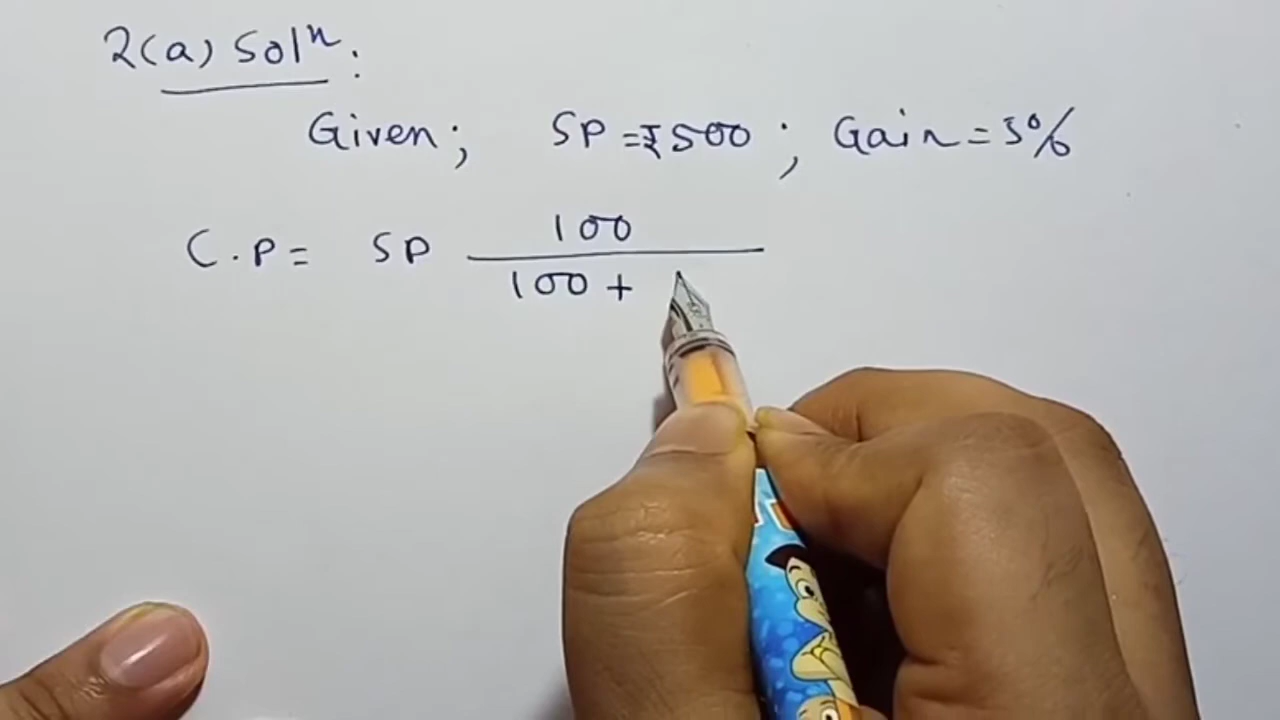 2(a) Solⁿ:
Given; SP=₹500; Gain=5%
C.P= SP 100
100+